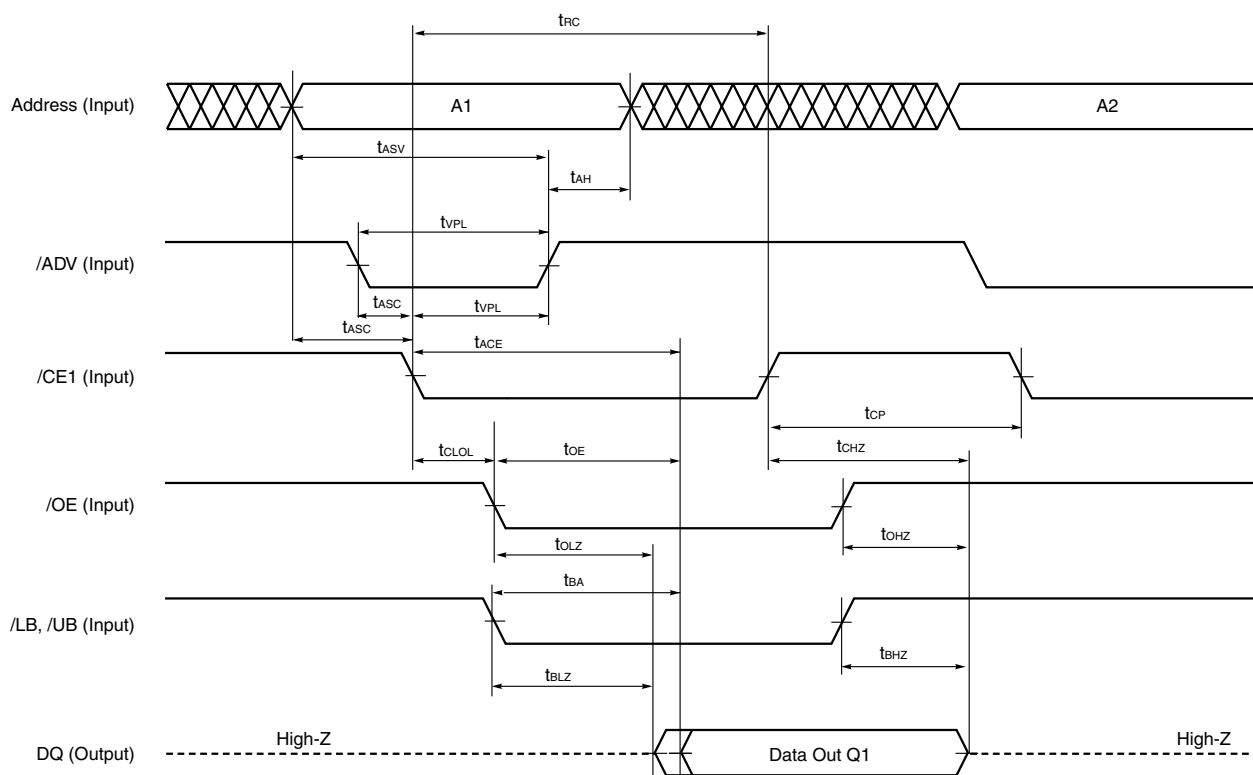 tRC
Address (Input)
A1
A2
tASV
tAH
tVPL
/ADV (Input)
tASC
tVPL
tASC
tACE
/CE1 (Input)
tCP
tCLOL
tOE
tCHZ
/OE (Input)
tOLZ
tOHZ
tBA
/LB, /UB (Input)
tBLZ
tBHZ
DQ (Output)
High-Z
Data Out Q1
High-Z